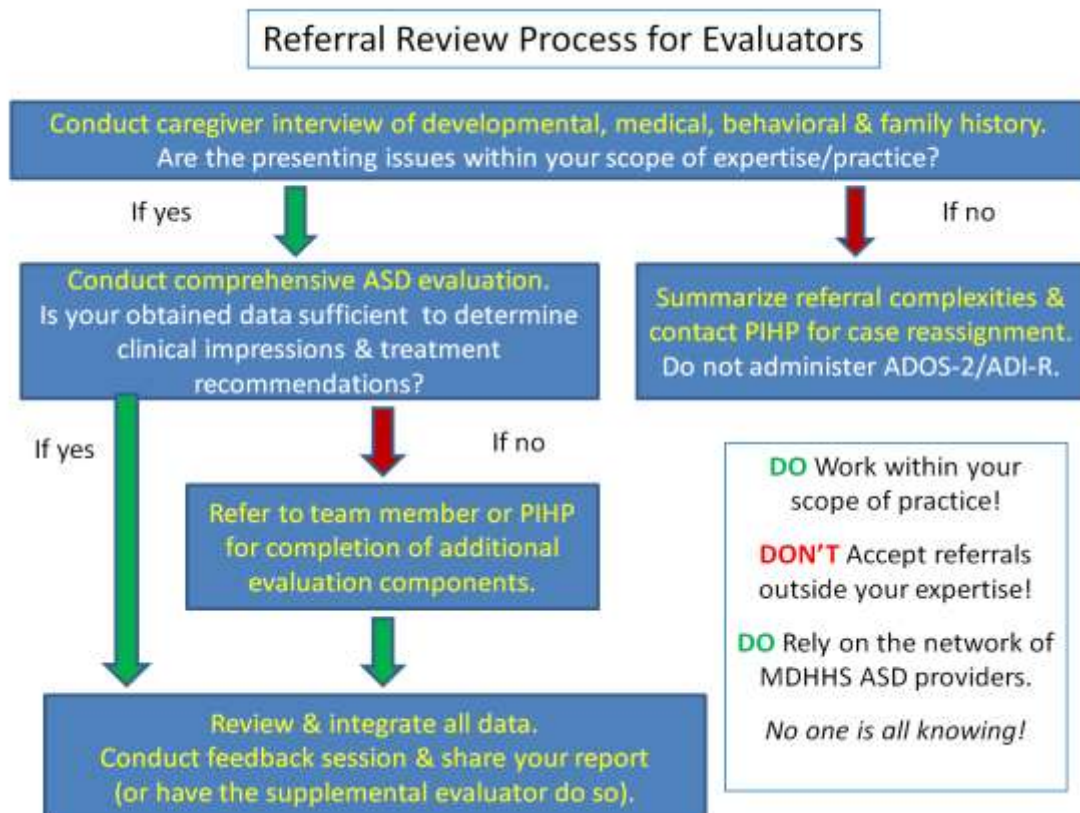 Referral Review Process for Evaluators
Conduct caregiver interview of developmental, medical, behavioral & family history.
Are the presenting issues within your scope of expertise/practice?
If yes
If no
Conduct comprehensive ASD evaluation.
Is your obtained data sufficient to determine
clinical impressions & treatment
recommendations?
Summarize referral complexities &
contact PIHP for case reassignment.
Do not administer ADOS-2/ADI-R.
If yes
If no
Refer to team member or PIHP
for completion of additional
evaluation components.
DO Work within your
scope of practice!
DON'T Accept referrals
outside your expertise!
DO Rely on the network of
MDHHS ASD providers.
No one is all knowing!
Review & integrate all data.
Conduct feedback session & share your report
(or have the supplemental evaluator do so).